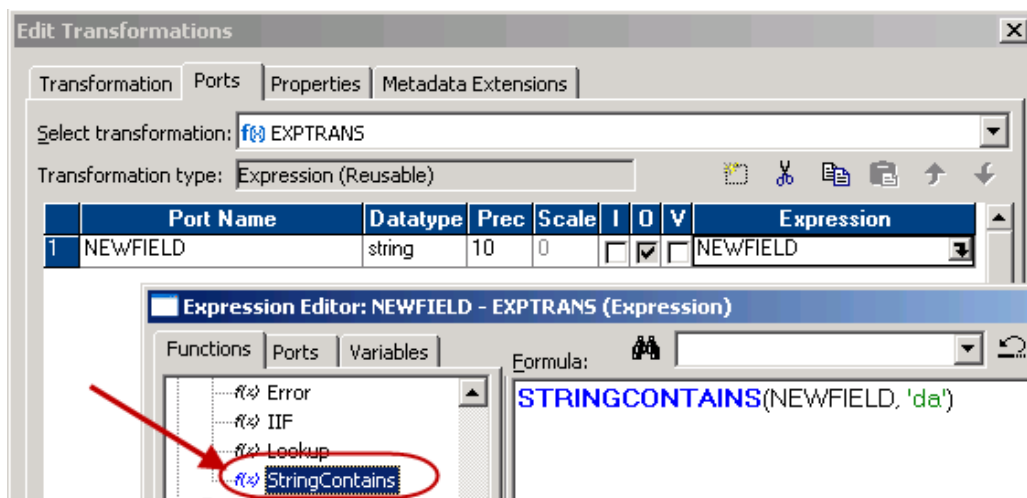 Edit Transformations
Transformation Ports Properties Metadata Extensions
Select transformation: f(x) EXPTRANS
Transformation type: Expression (Reusable)
Port Name Datatype Prec Scale I O V Expression
1 NEWFIELD string 10 0 NEWFIELD
Expression Editor: NEWFIELD - EXPTRANS (Expression)
Functions Ports Variables Formula:
f(x) Error
f(x) IIF
f(x) Lookup
f(x) StringContains
STRINGCONTAINS(NEWFIELD, 'da')